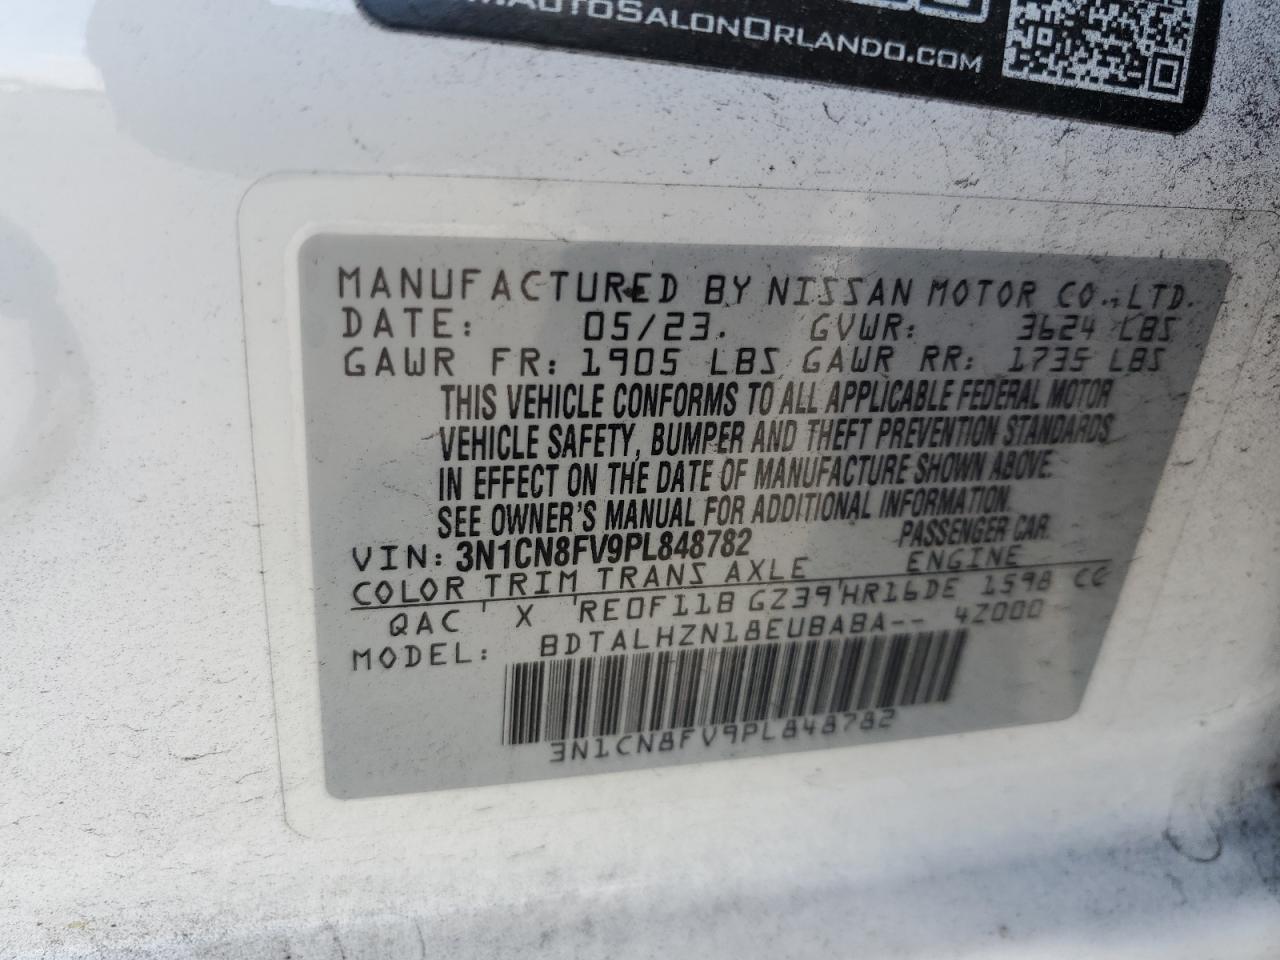 AUTOSALONORLANDO.COM
MANUFACTURED BY NISSAN MOTOR CO., LTD.
DATE: 05/23. GVWR: 3624 LBS
GAWR FR: 1905 LBS GAWR RR: 1735 LBS
THIS VEHICLE CONFORMS TO ALL APPLICABLE FEDERAL MOTOR
VEHICLE SAFETY, BUMPER AND THEFT PREVENTION STANDARDS
IN EFFECT ON THE DATE OF MANUFACTURE SHOWN ABOVE.
SEE OWNER'S MANUAL FOR ADDITIONAL INFORMATION.
VIN: 3N1CN8FV9PL848782 PASSENGER CAR.
COLOR TRIM TRANS AXLE ENGINE
QAC ' X ' RE0F11B GZ39 ' HR16DE 1598 CC
MODEL: BDTALHZN18EUBABA-- 4Z000
3N1CN8FV9PL848782